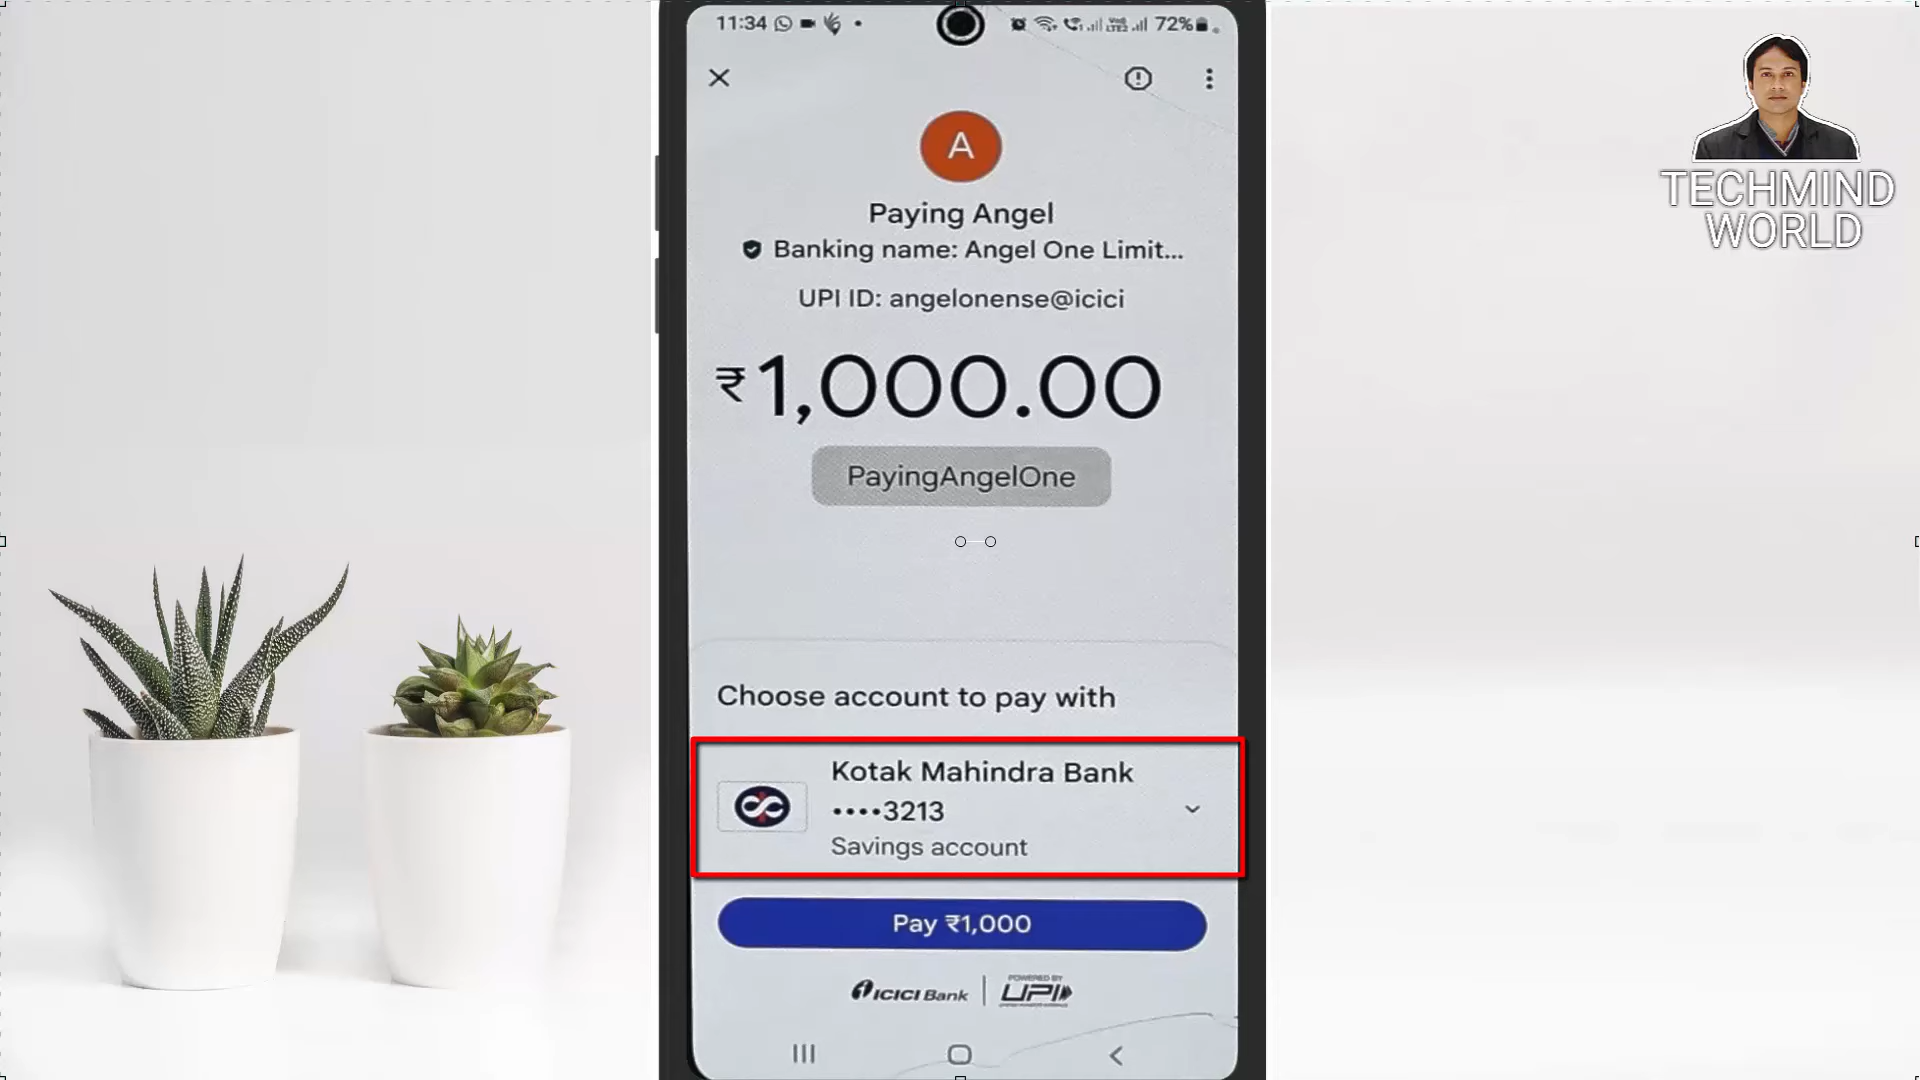 11:34
72%
A
Paying Angel
Banking name: Angel One Limit...
UPI ID: angelonense@icici
₹1,000.00
PayingAngelOne
Choose account to pay with
Kotak Mahindra Bank
••••3213
Savings account
Pay ₹1,000
ICICI Bank
POWERED BY
UPI
TECHMIND
WORLD